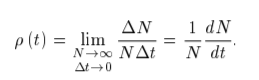 ρ (t) = lim_{N→∞, Δt→0} ΔN / NΔt = 1/N dN/dt.